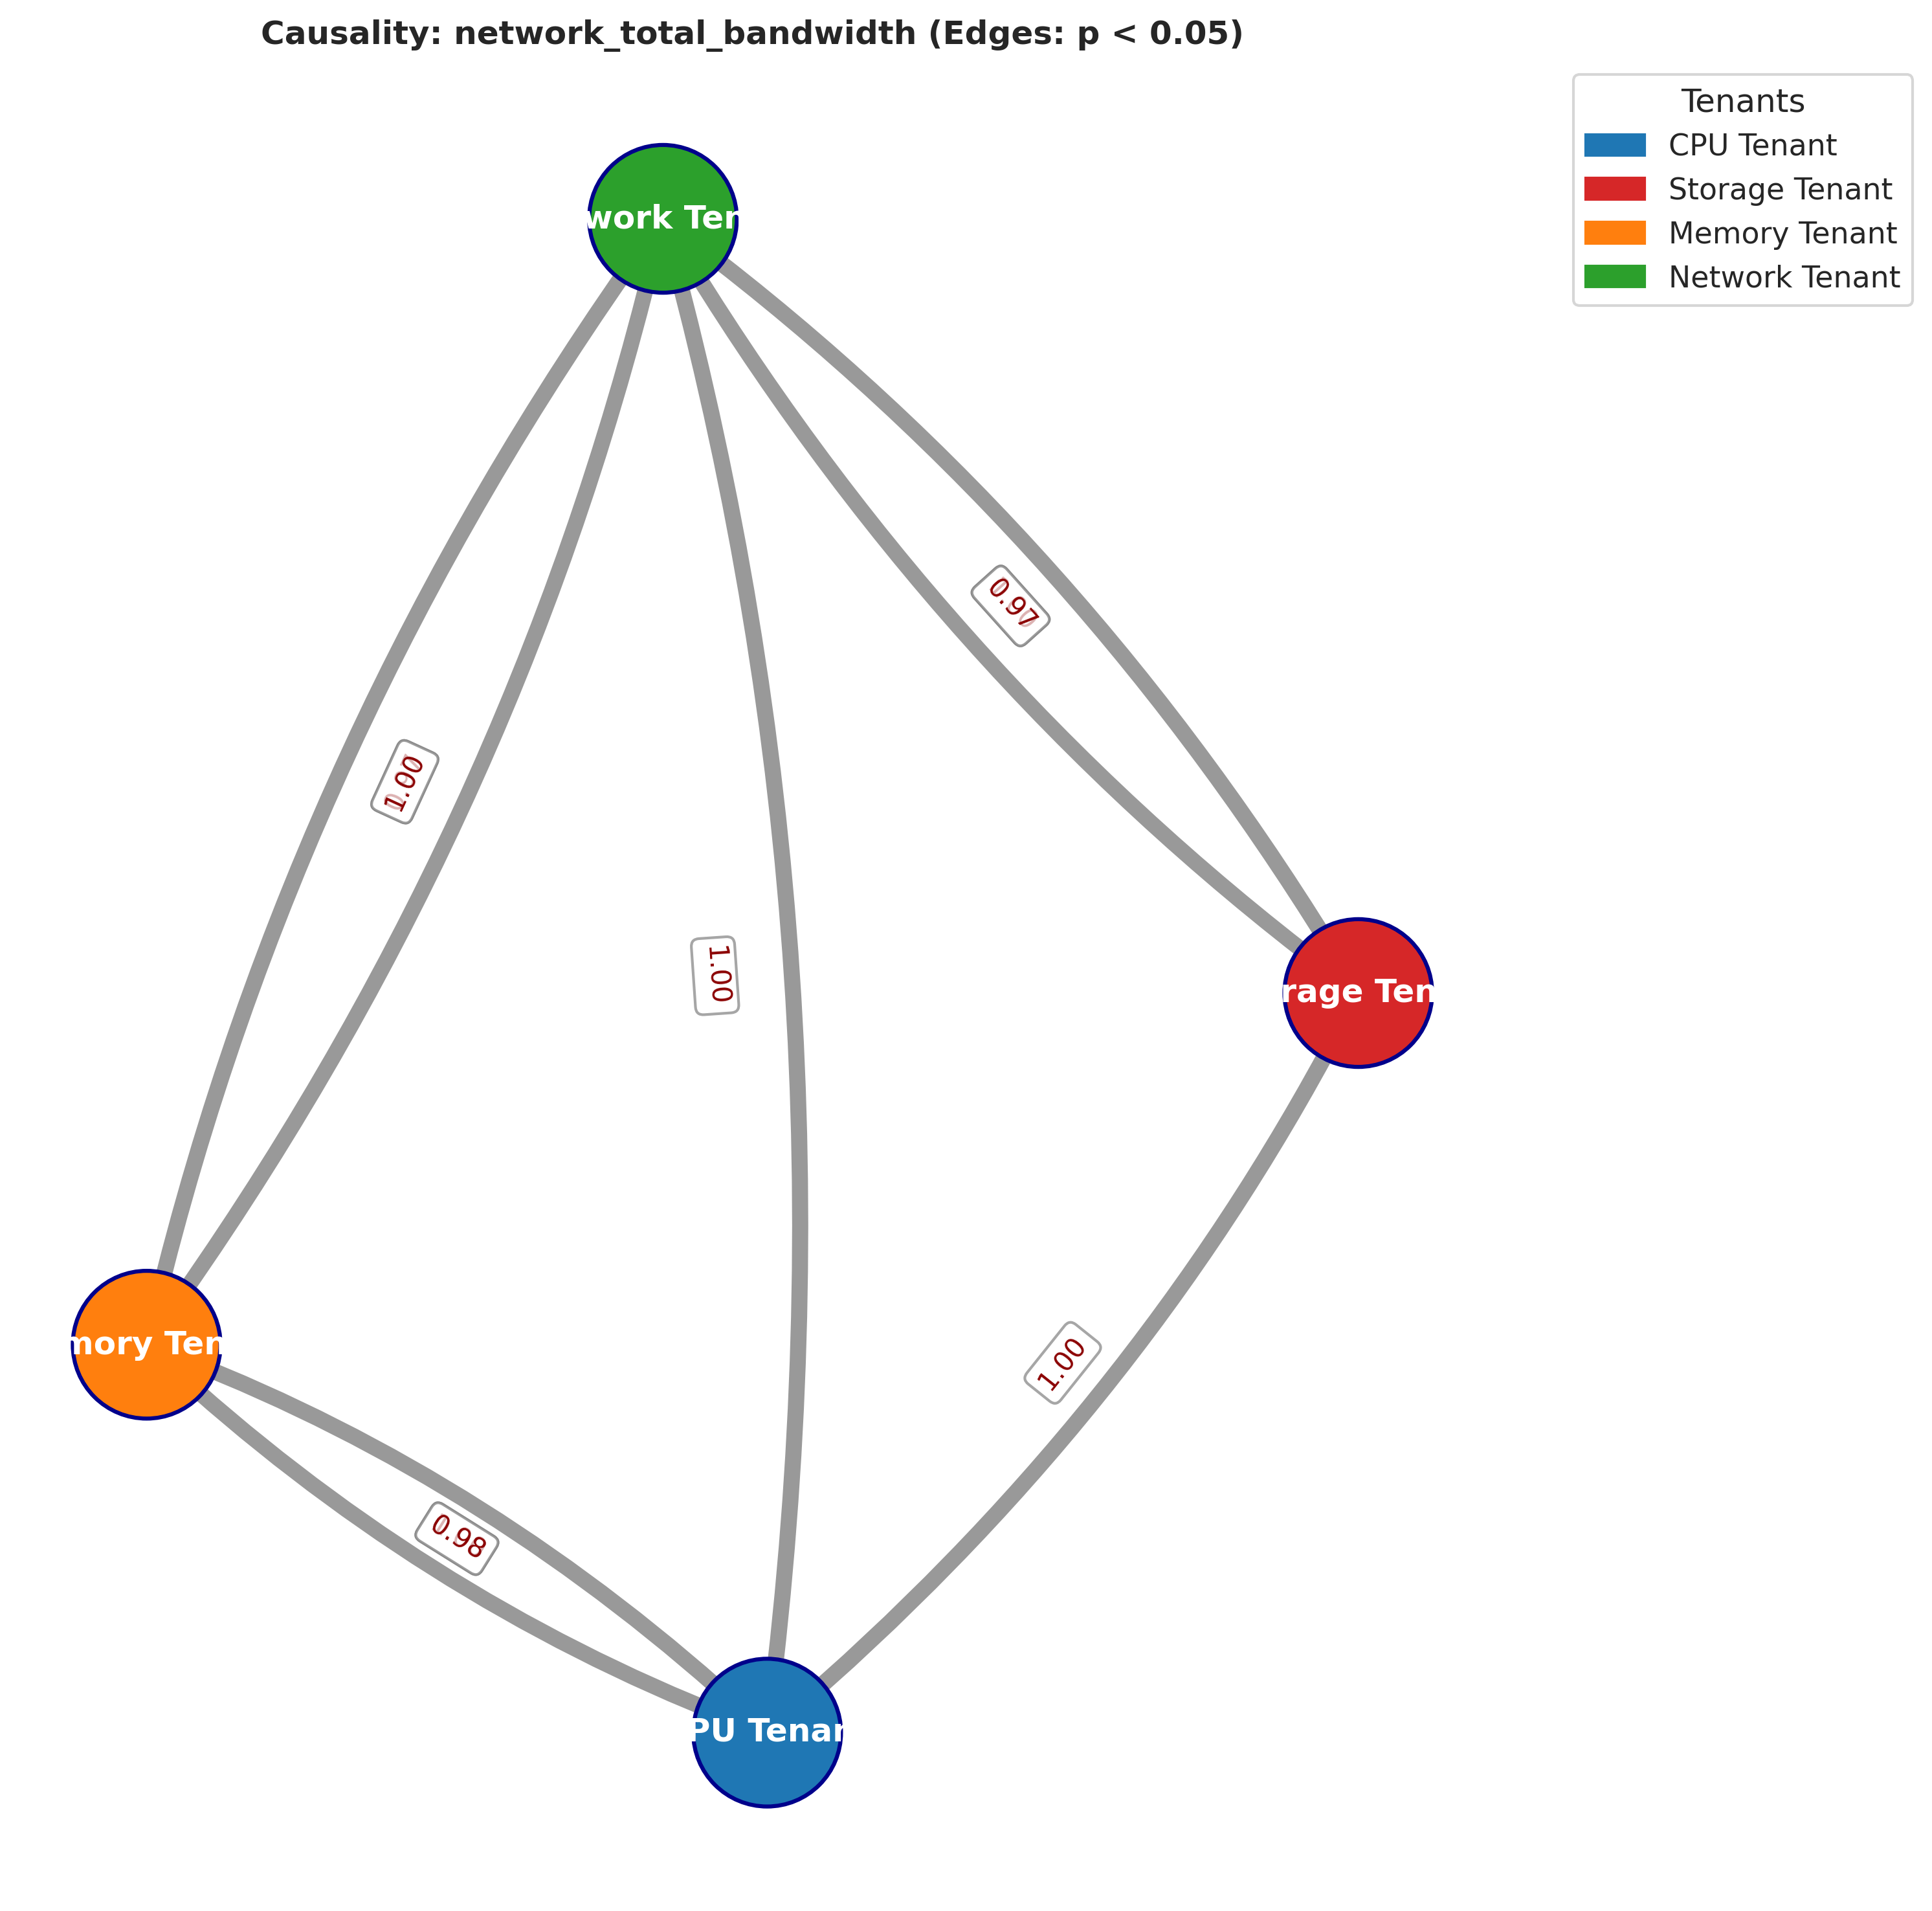 Causality: network_total_bandwidth (Edges: p < 0.05)
Tenants
CPU Tenant
Storage Tenant
Memory Tenant
Network Tenant
work Ten
0.97
1.00
1.00
rage Ten
mory Ten
1.00
0.98
PU Tenan